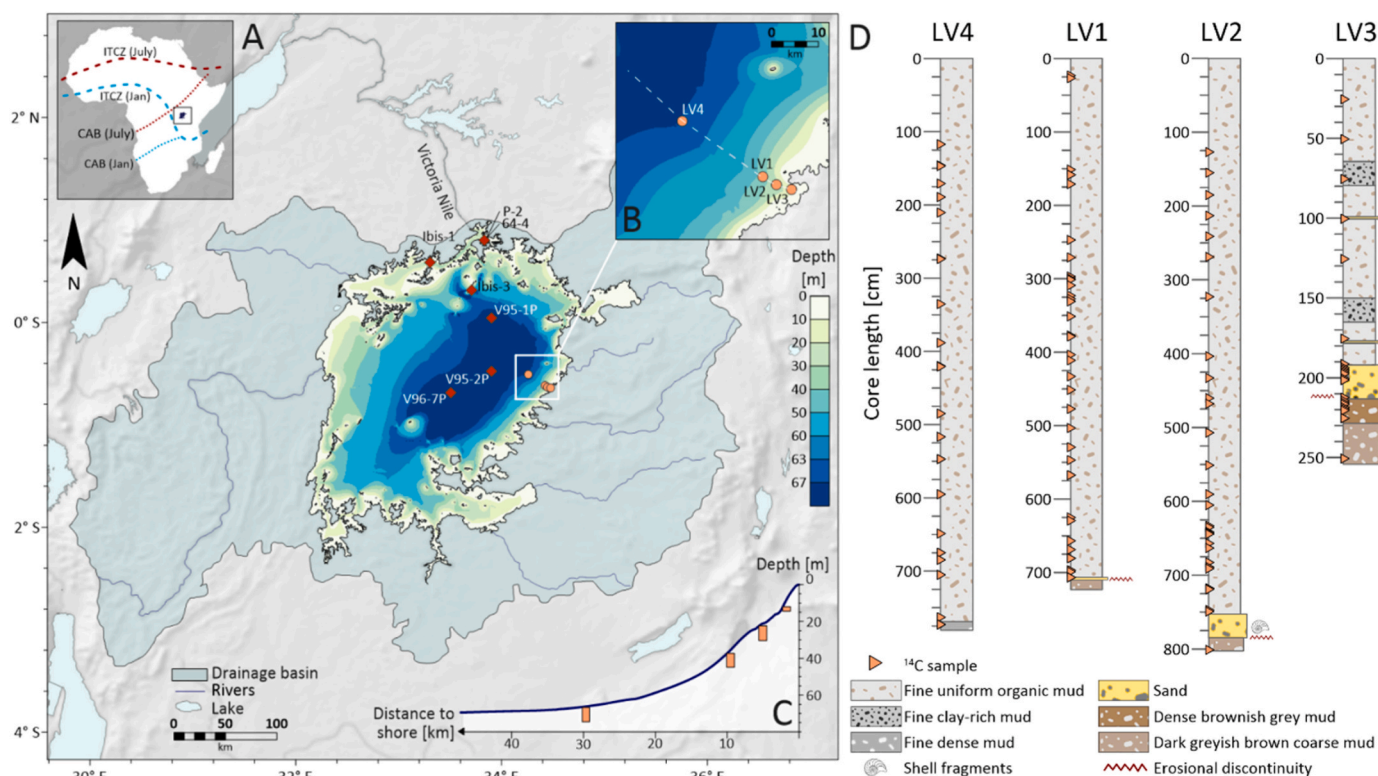 A
ITCZ (July)
ITCZ (Jan)
CAB (July)
CAB (Jan)
N
2° N
0° S
2° S
4° S
32° E
34° E
Victoria Nile
P-2
64-4
Ibis-1
Ibis-3
V95-1P
V95-2P
V96-7P
B
0 10
km
LV4
LV1
LV2
LV3
Depth
[m]
0
10
20
30
40
50
60
63
67
Drainage basin
Rivers
Lake
0 50 100
km
C
Depth [m]
0
20
40
60
Distance to
shore [km]
40 30 20 10 0
D
Core length [cm]
LV4
0
100
200
300
400
500
600
700
LV1
0
100
200
300
400
500
600
700
LV2
0
100
200
300
400
500
600
700
800
LV3
0
50
100
150
200
250
¹⁴C sample
Fine uniform organic mud
Fine clay-rich mud
Fine dense mud
Shell fragments
Sand
Dense brownish grey mud
Dark greyish brown coarse mud
Erosional discontinuity